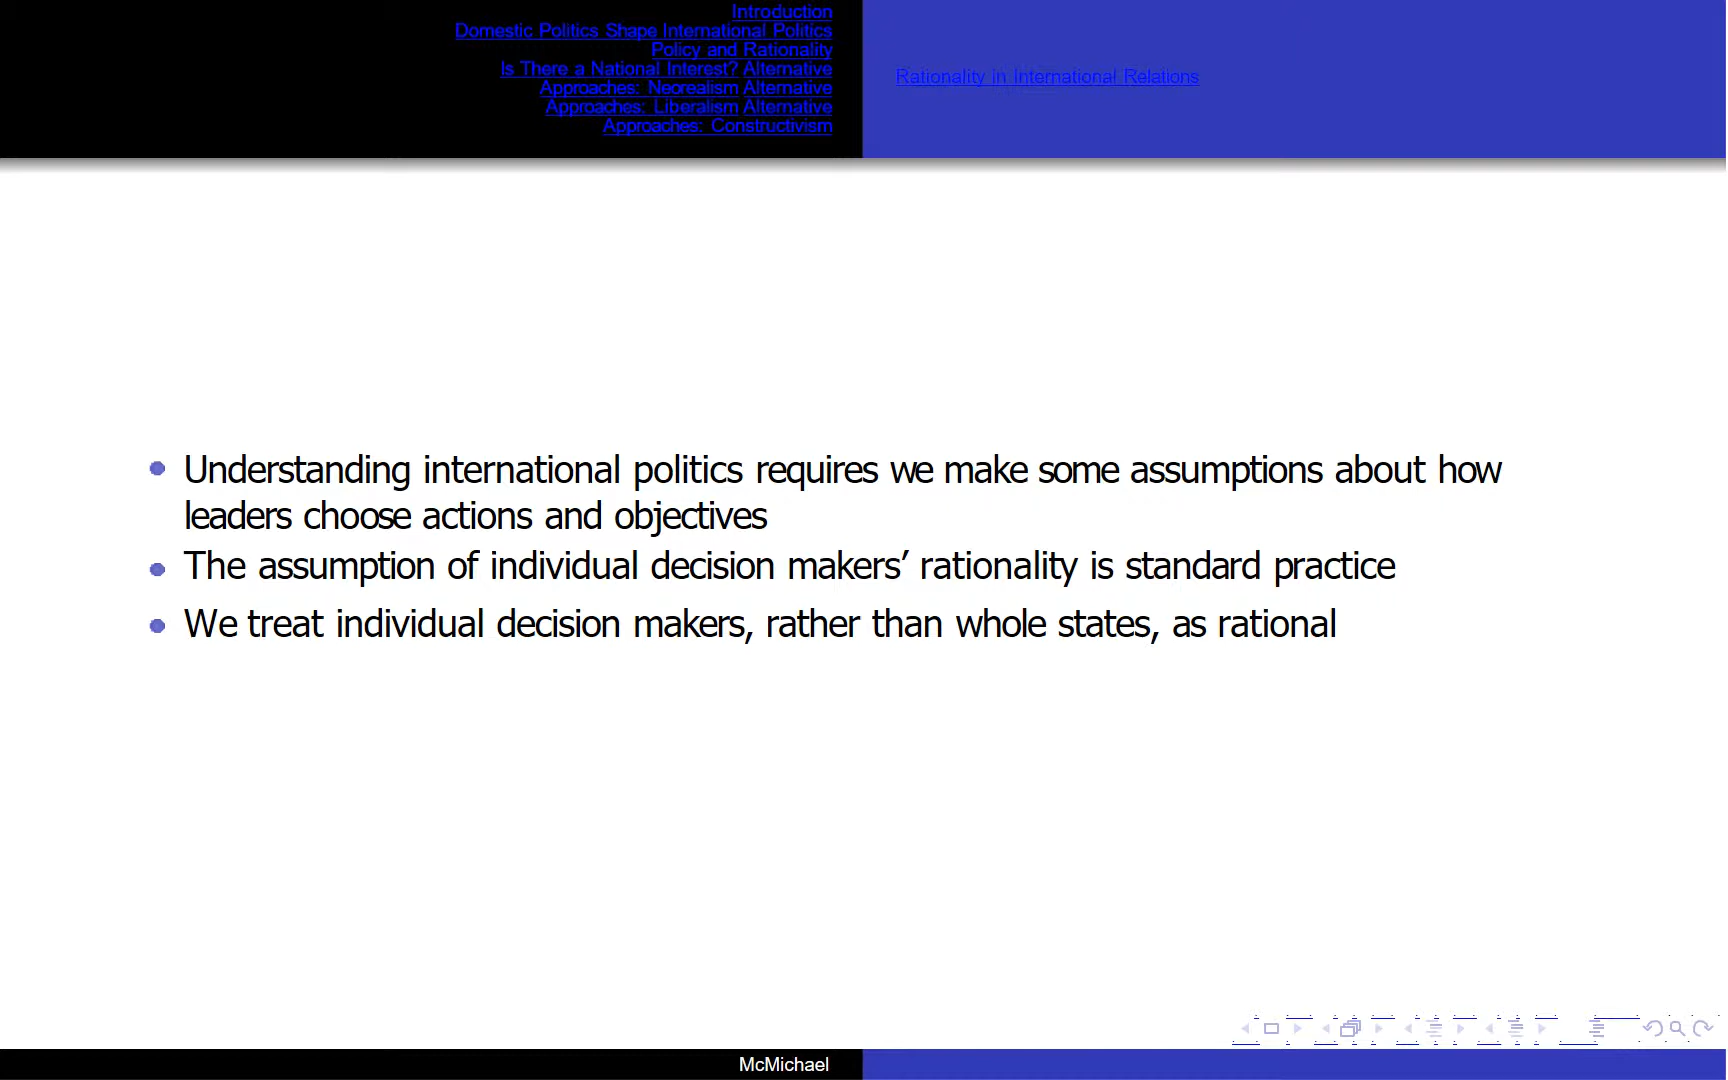 Introduction
Domestic Politics Shape International Politics
Policy and Rationality
Is There a National Interest? Alternative
Approaches: Neorealism Alternative
Approaches: Liberalism Alternative
Approaches: Constructivism
Rationality in International Relations
Understanding international politics requires we make some assumptions about how
leaders choose actions and objectives
The assumption of individual decision makers’ rationality is standard practice
We treat individual decision makers, rather than whole states, as rational
McMichael